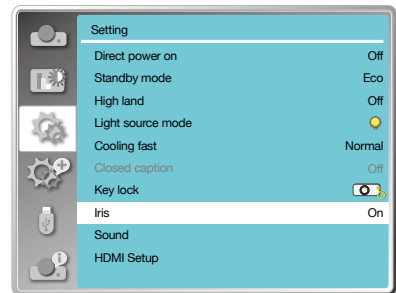 Setting
Direct power on Off
Standby mode Eco
High land Off
Light source mode
Cooling fast Normal
Closed caption Off
Key lock
Iris On
Sound
HDMI Setup